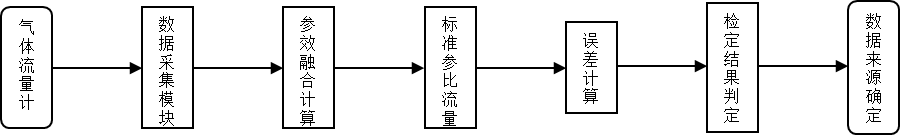 气体流量计
数据采集模块
参效融合计算
标准参比流量
误差计算
检定结果判定
数据来源确定